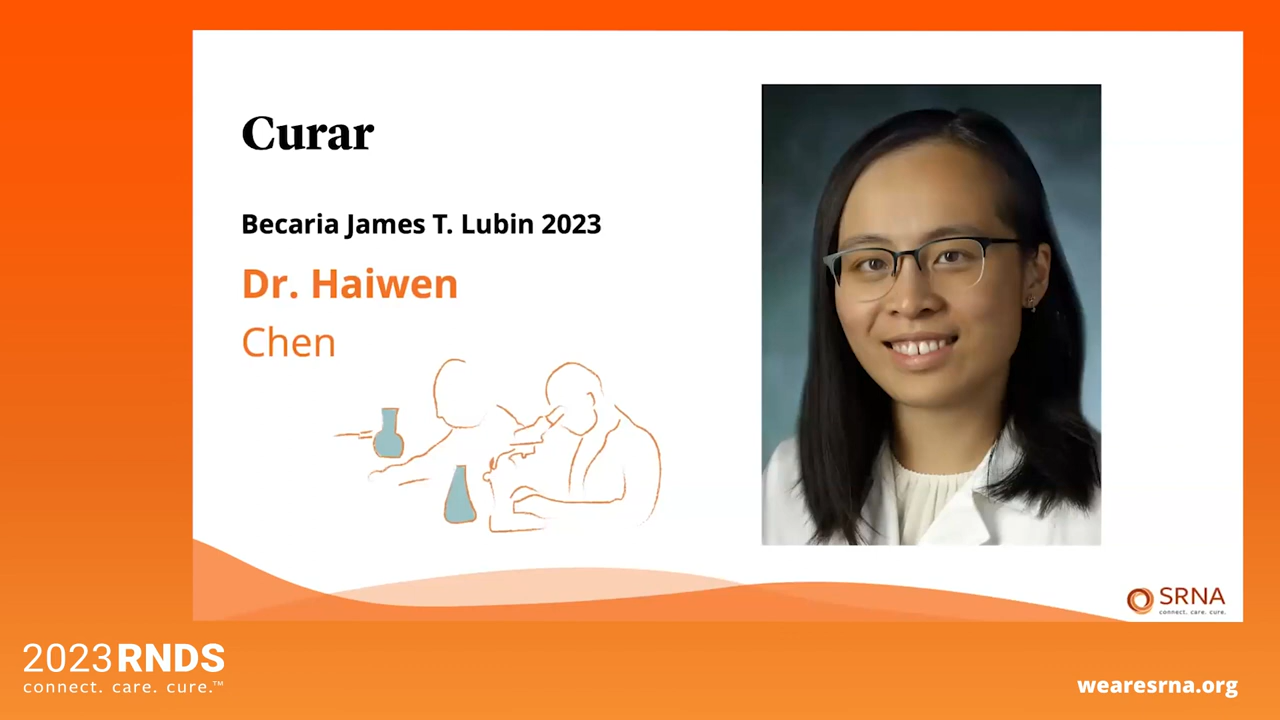 Curar
Becaria James T. Lubin 2023
Dr. Haiwen
Chen
SRNA
connect. care. cure.
2023 RNDS
connect. care. cure.™
wearesrna.org